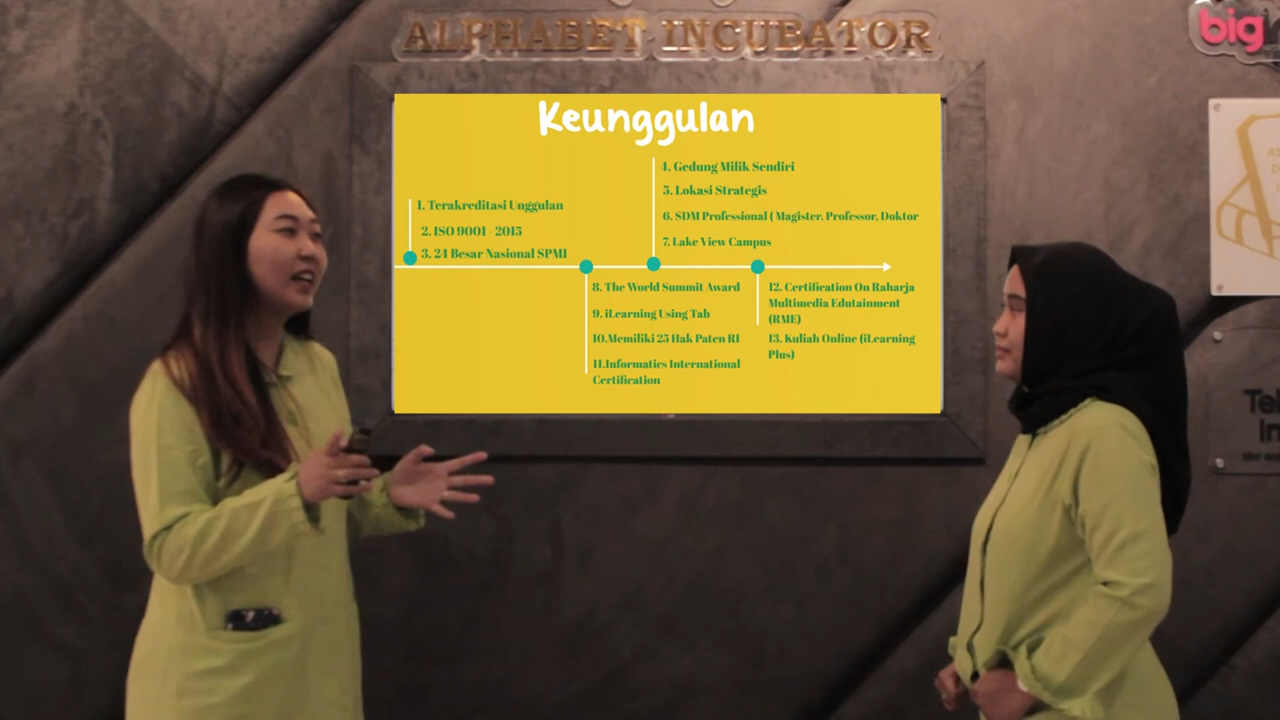 ALPHABET INCUBATOR
big
Keunggulan
1. Terakreditasi Unggulan
2. ISO 9001 - 2015
3. 24 Besar Nasional SPMI
4. Gedung Milik Sendiri
5. Lokasi Strategis
6. SDM Professional ( Magister, Professor, Doktor
7. Lake View Campus
8. The World Summit Award
9. iLearning Using Tab
10.Memiliki 25 Hak Paten RI
11.Informatics International
Certification
12. Certification On Raharja
Multimedia Edutainment
(RME)
13. Kuliah Online (iLearning
Plus)